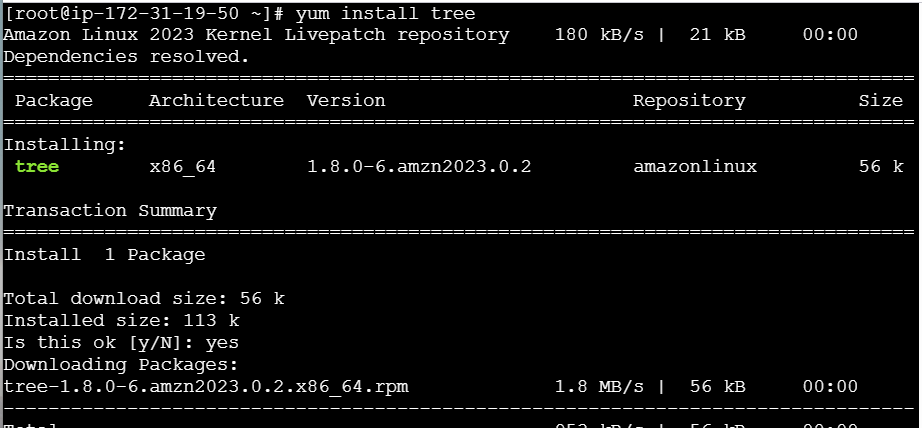 [root@ip-172-31-19-50 ~]# yum install tree
Amazon Linux 2023 Kernel Livepatch repository    180 kB/s |  21 kB     00:00
Dependencies resolved.
================================================================================
 Package     Architecture  Version                      Repository          Size
================================================================================
Installing:
 tree        x86_64        1.8.0-6.amzn2023.0.2         amazonlinux         56 k

Transaction Summary
================================================================================
Install  1 Package

Total download size: 56 k
Installed size: 113 k
Is this ok [y/N]: yes
Downloading Packages:
tree-1.8.0-6.amzn2023.0.2.x86_64.rpm             1.8 MB/s |  56 kB     00:00
--------------------------------------------------------------------------------